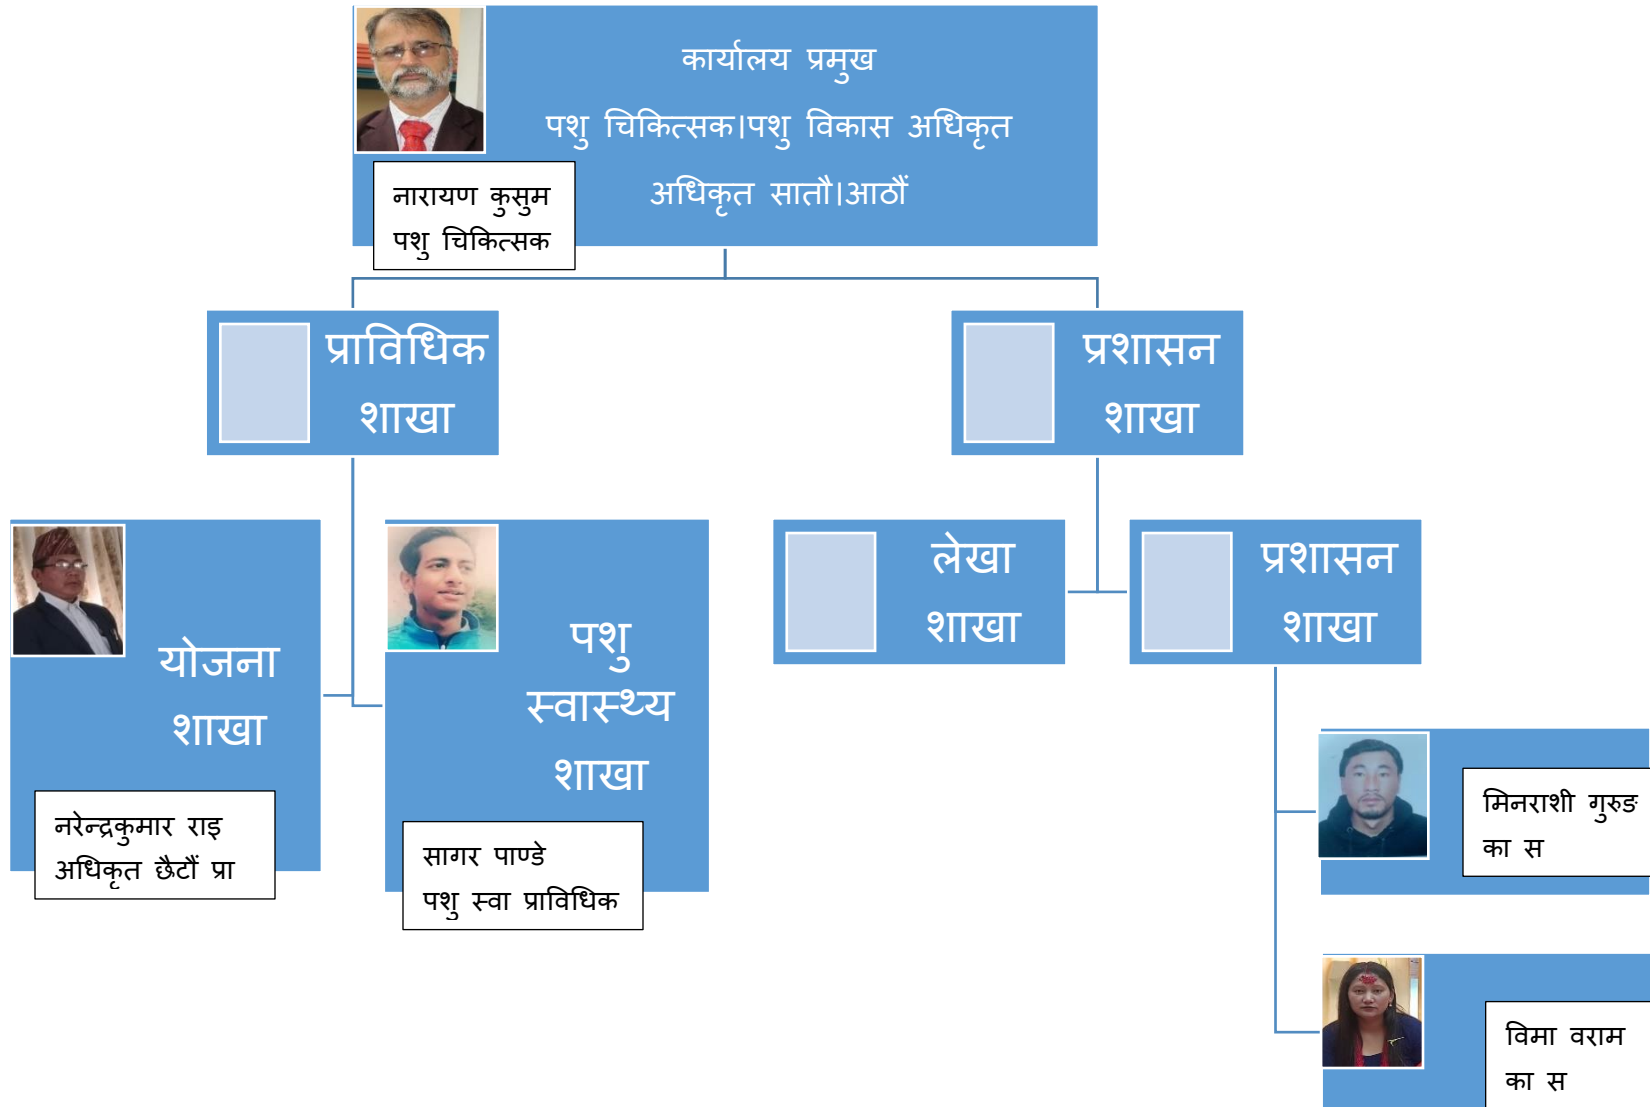 कार्यालय प्रमुख
पशु चिकित्सक।पशु विकास अधिकृत
अधिकृत सातौ।आठौं
नारायण कुसुम
पशु चिकित्सक
प्राविधिक
शाखा
प्रशासन
शाखा
योजना
शाखा
नरेन्द्रकुमार राइ
अधिकृत छैटौं प्रा
पशु
स्वास्थ्य
शाखा
सागर पाण्डे
पशु स्वा प्राविधिक
लेखा
शाखा
प्रशासन
शाखा
मिनराशी गुरुङ
का स
विमा वराम
का स